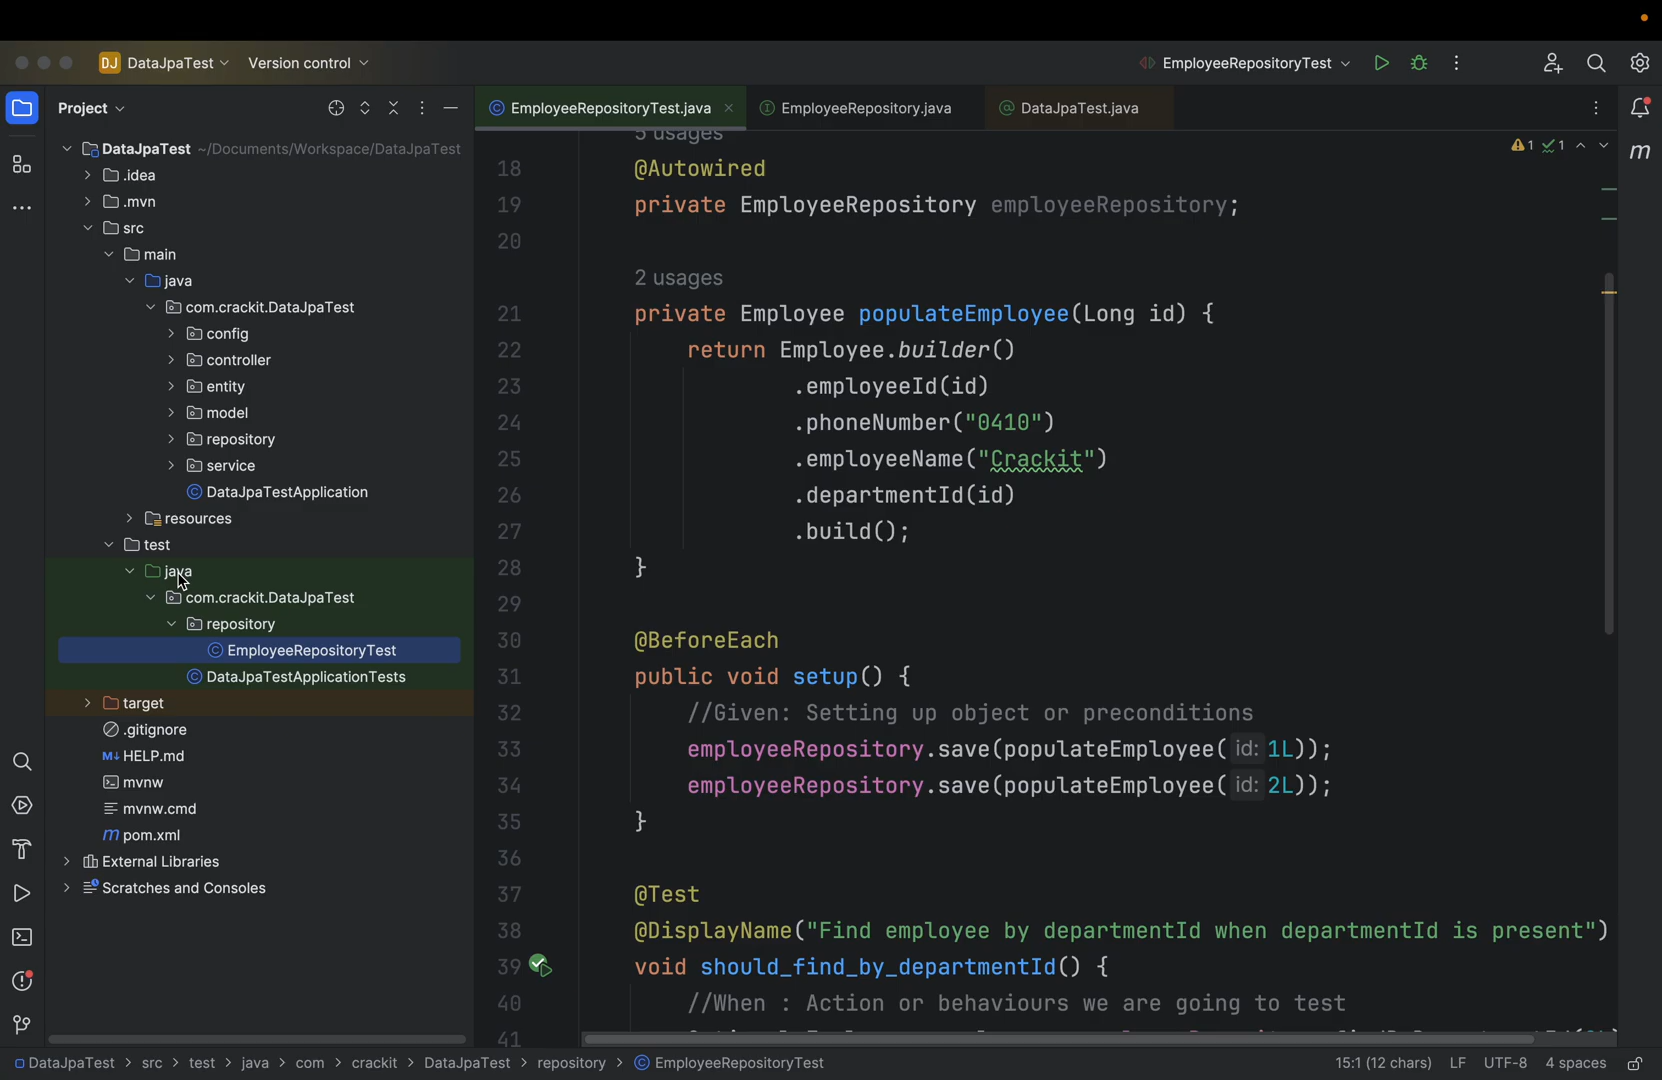 DJ DataJpaTest Version control EmployeeRepositoryTest
Project
EmployeeRepositoryTest.java EmployeeRepository.java DataJpaTest.java
DataJpaTest ~/Documents/Workspace/DataJpaTest
.idea
.mvn
src
main
java
com.crackit.DataJpaTest
config
controller
entity
model
repository
service
DataJpaTestApplication
resources
test
java
com.crackit.DataJpaTest
repository
EmployeeRepositoryTest
DataJpaTestApplicationTests
target
.gitignore
M↓ HELP.md
mvnw
mvnw.cmd
m pom.xml
External Libraries
Scratches and Consoles
5 usages
1 1
m
18 @Autowired
19 private EmployeeRepository employeeRepository;
20
2 usages
21 private Employee populateEmployee(Long id) {
22 return Employee.builder()
23 .employeeId(id)
24 .phoneNumber("0410")
25 .employeeName("Crackit")
26 .departmentId(id)
27 .build();
28 }
29
30 @BeforeEach
31 public void setup() {
32 //Given: Setting up object or preconditions
33 employeeRepository.save(populateEmployee( id: 1L));
34 employeeRepository.save(populateEmployee( id: 2L));
35 }
36
37 @Test
38 @DisplayName("Find employee by departmentId when departmentId is present")
39 void should_find_by_departmentId() {
40 //When : Action or behaviours we are going to test
41
DataJpaTest > src > test > java > com > crackit > DataJpaTest > repository > EmployeeRepositoryTest 15:1 (12 chars) LF UTF-8 4 spaces